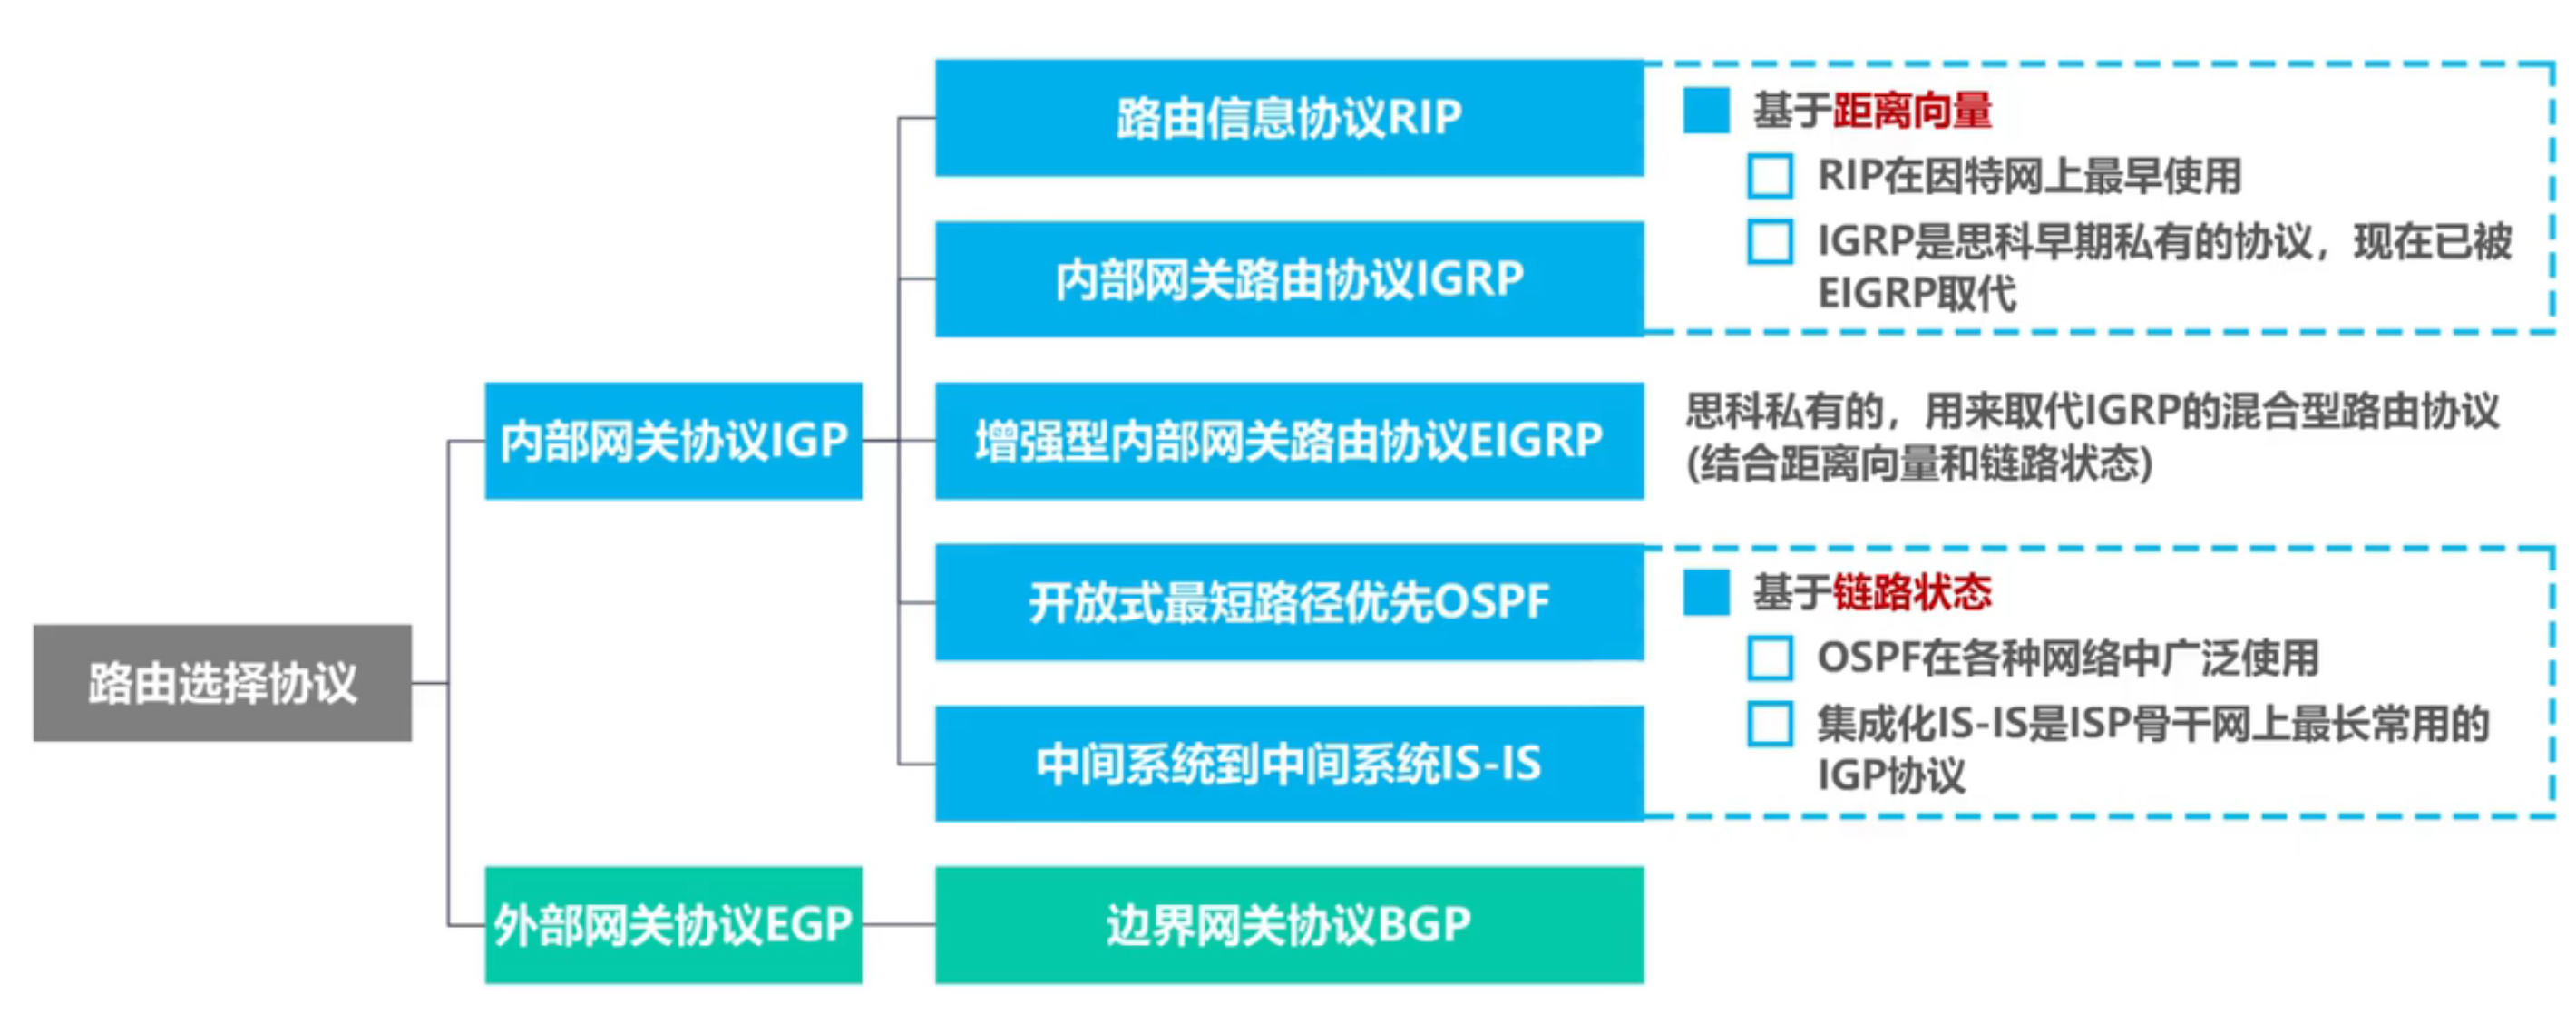 路由选择协议
内部网关协议IGP
外部网关协议EGP
路由信息协议RIP
内部网关路由协议IGRP
增强型内部网关路由协议EIGRP
开放式最短路径优先OSPF
中间系统到中间系统IS-IS
边界网关协议BGP
基于距离向量
RIP在因特网上最早使用
IGRP是思科早期私有的协议，现在已被
EIGRP取代
思科私有的，用来取代IGRP的混合型路由协议
(结合距离向量和链路状态)
基于链路状态
OSPF在各种网络中广泛使用
集成化IS-IS是ISP骨干网上最长常用的
IGP协议